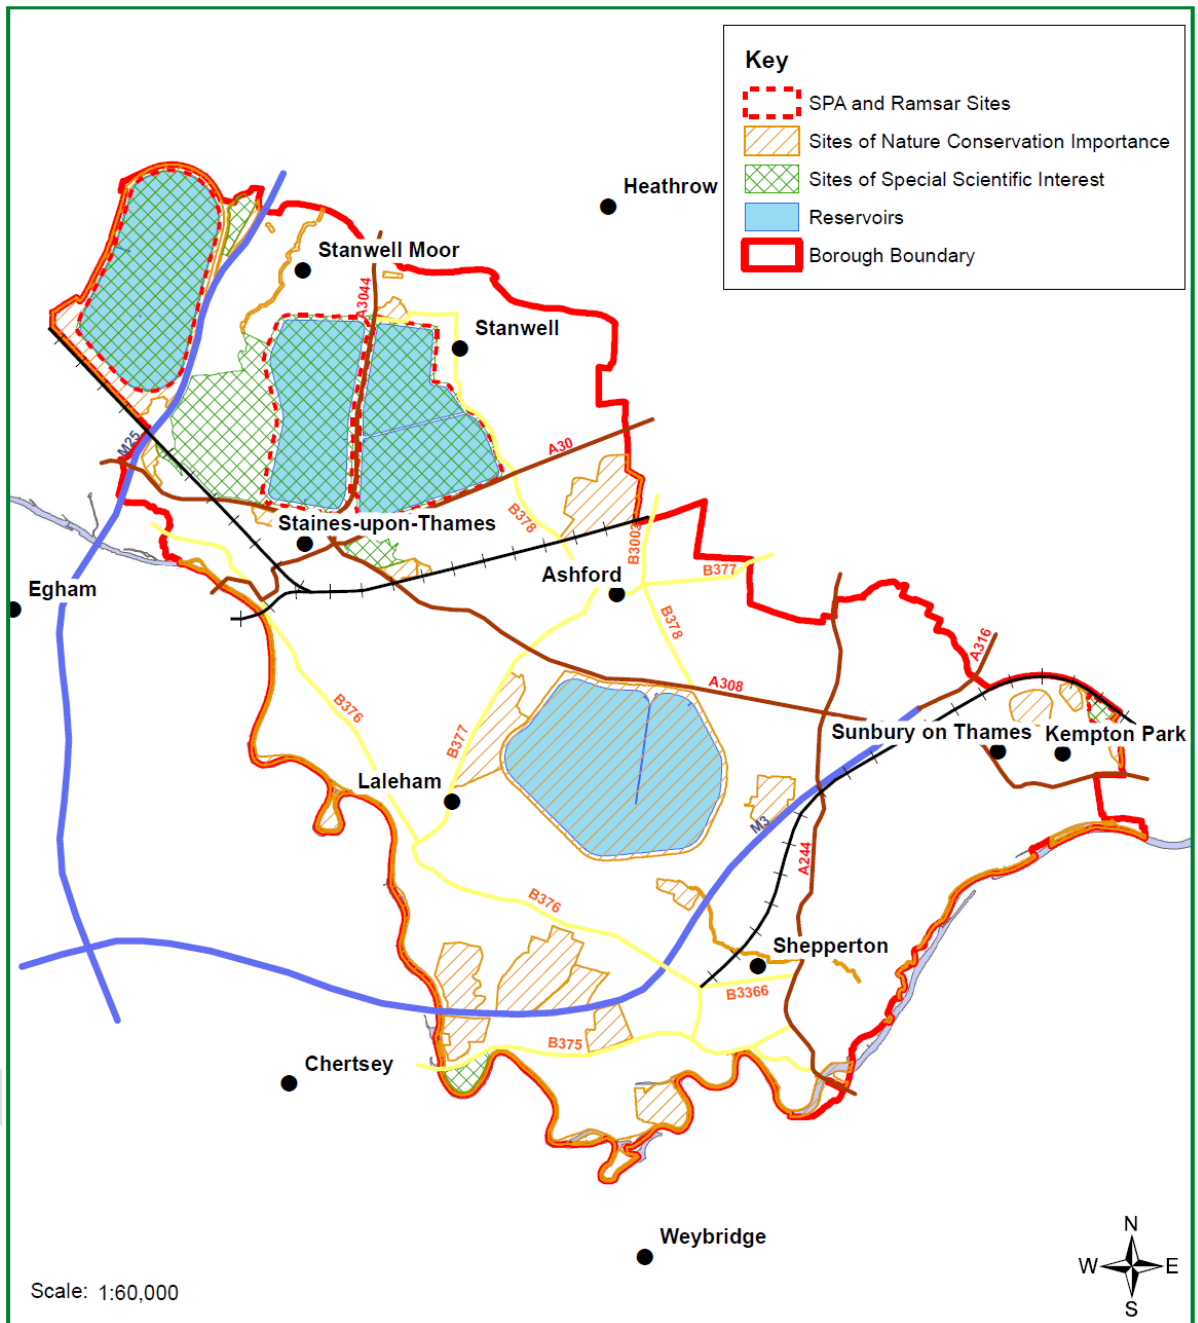 Key
SPA and Ramsar Sites
Sites of Nature Conservation Importance
Sites of Special Scientific Interest
Reservoirs
Borough Boundary
Heathrow
Stanwell Moor
A3044
Stanwell
A30
M25
B378
Staines-upon-Thames
B3003
Ashford
B377
Egham
B378
A316
A308
B376
B377
Sunbury on Thames
Kempton Park
Laleham
M3
A244
B376
Shepperton
B3366
B375
Chertsey
Weybridge
N
W
E
S
Scale: 1:60,000